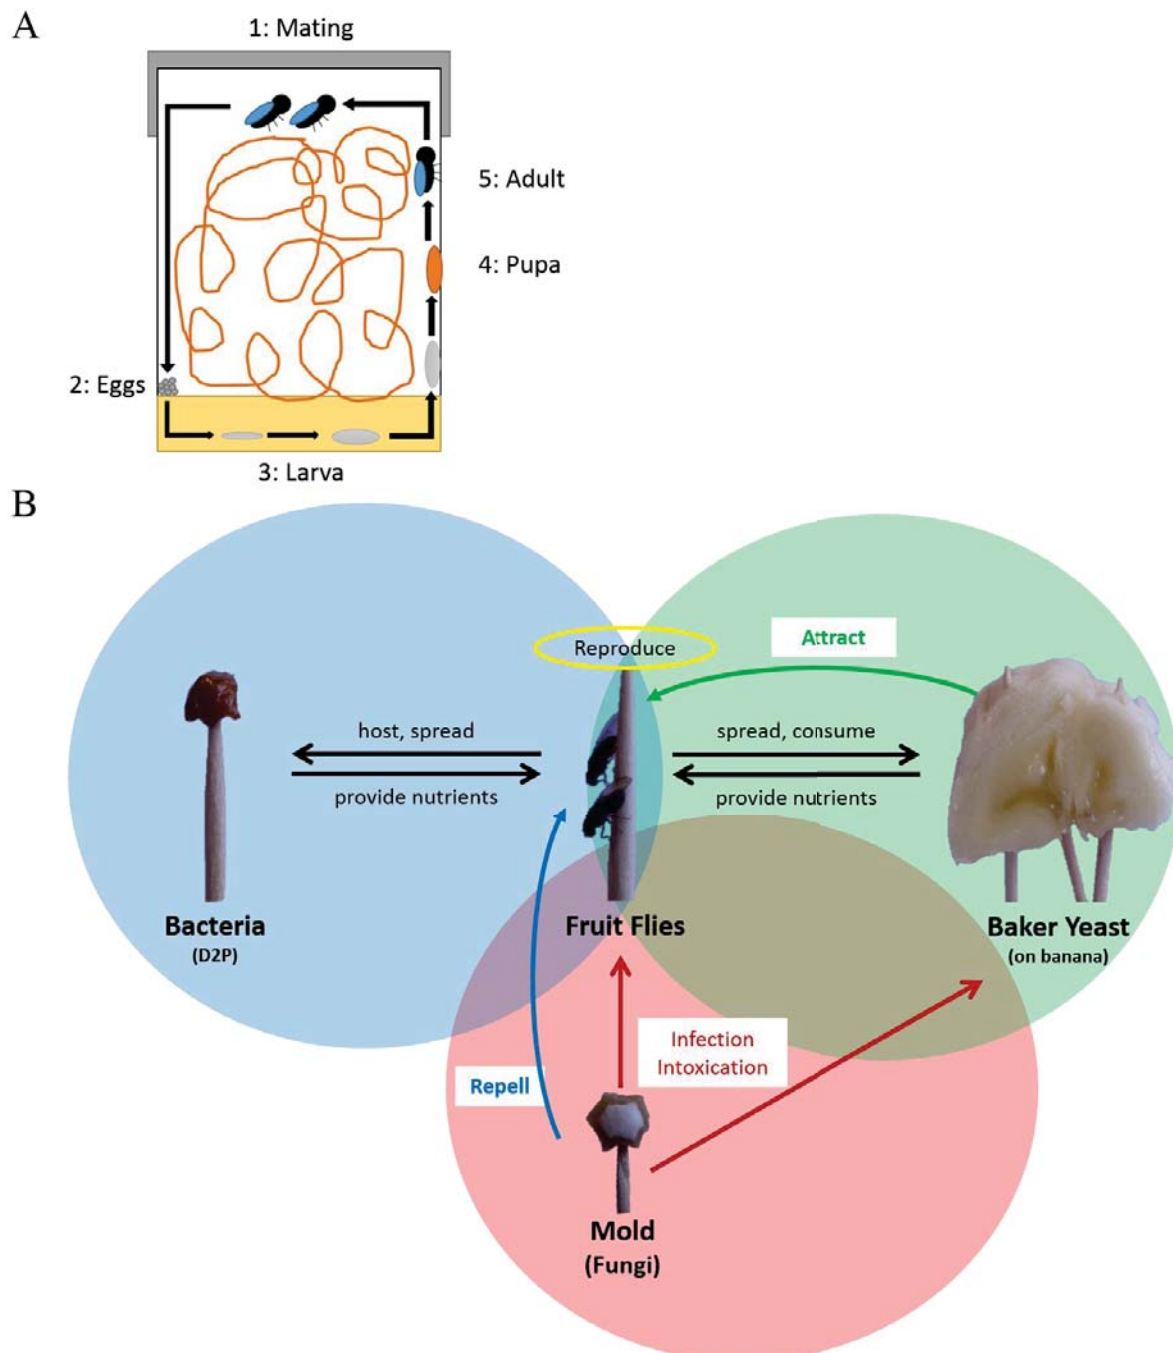 A
1: Mating
5: Adult
4: Pupa
2: Eggs
3: Larva
B
Reproduce
Attract
host, spread
spread, consume
provide nutrients
provide nutrients
Bacteria
(D2P)
Fruit Flies
Baker Yeast
(on banana)
Infection
Intoxication
Repell
Mold
(Fungi)